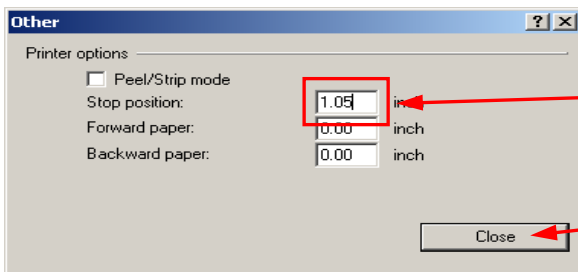 Other
Printer options
Peel/Strip mode
Stop position: 1.05 inch
Forward paper: 0.00 inch
Backward paper: 0.00 inch
Close